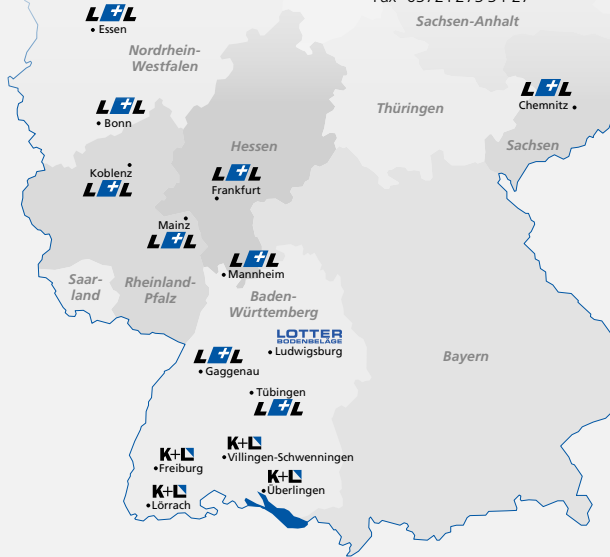 Sachsen-Anhalt
L+L
Essen
Nordrhein-
Westfalen
L+L
Chemnitz
Thüringen
L+L
Bonn
Hessen
Sachsen
Koblenz
L+L
L+L
Frankfurt
Mainz
L+L
L+L
Mannheim
Saar-
land
Rheinland-
Pfalz
Baden-
Württemberg
LOTTER
BODENBELÄGE
Ludwigsburg
Bayern
L+L
Gaggenau
Tübingen
L+L
K+L
Villingen-Schwenningen
K+L
Freiburg
K+L
Überlingen
K+L
Lörrach